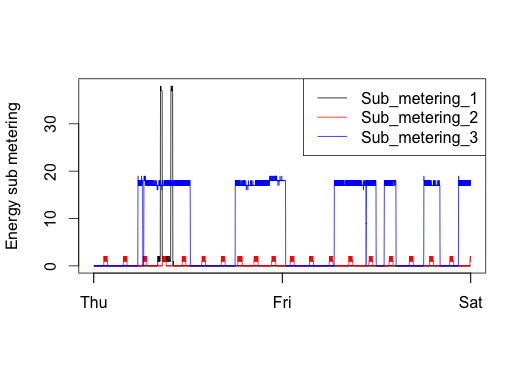 Sub_metering_1
Sub_metering_2
Sub_metering_3
Energy sub metering
30
20
10
0
Thu Fri Sat